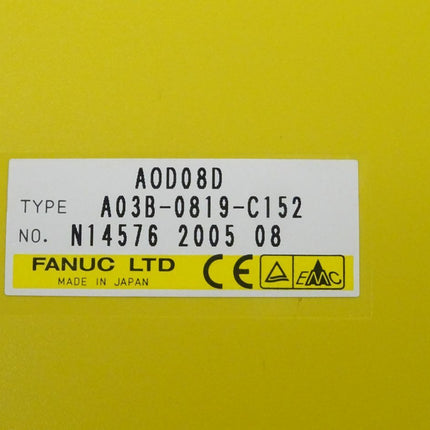 AOD08D
TYPE A03B-0819-C152
NO. N14576 2005 08
FANUC LTD CE EMC
MADE IN JAPAN